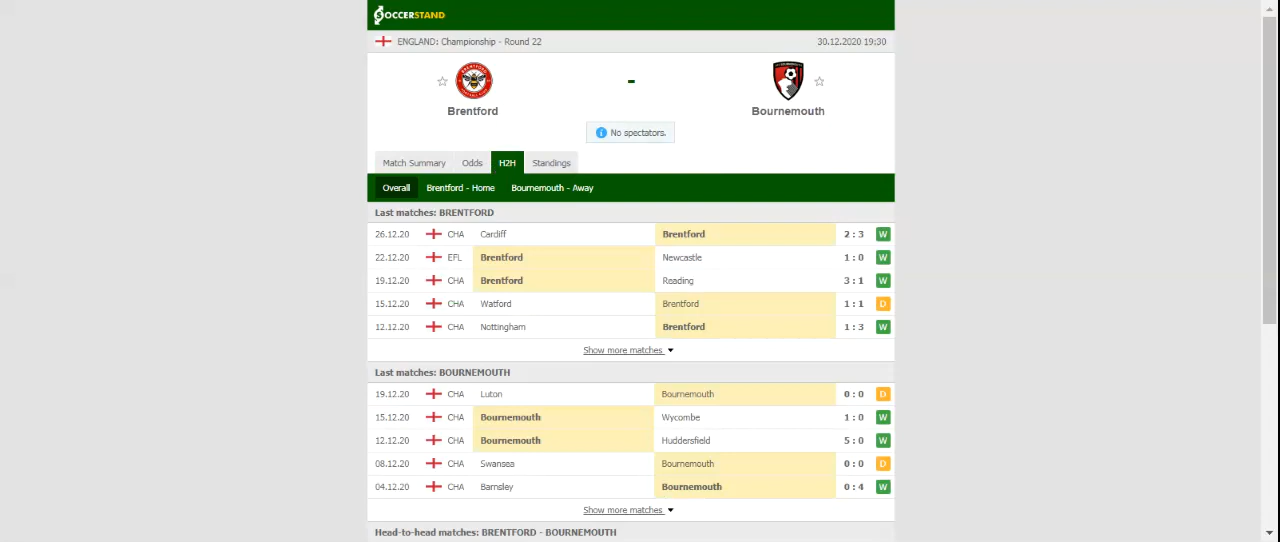 SOCCERSTAND
ENGLAND: Championship - Round 22 30.12.2020 19:30
-
Brentford Bournemouth
i No spectators.
Match Summary Odds H2H Standings
Overall Brentford - Home Bournemouth - Away
Last matches: BRENTFORD
26.12.20 CHA Cardiff Brentford 2 : 3 W
22.12.20 EFL Brentford Newcastle 1 : 0 W
19.12.20 CHA Brentford Reading 3 : 1 W
15.12.20 CHA Watford Brentford 1 : 1 D
12.12.20 CHA Nottingham Brentford 1 : 3 W
Show more matches
Last matches: BOURNEMOUTH
19.12.20 CHA Luton Bournemouth 0 : 0 D
15.12.20 CHA Bournemouth Wycombe 1 : 0 W
12.12.20 CHA Bournemouth Huddersfield 5 : 0 W
08.12.20 CHA Swansea Bournemouth 0 : 0 D
04.12.20 CHA Barnsley Bournemouth 0 : 4 W
Show more matches
Head-to-head matches: BRENTFORD - BOURNEMOUTH